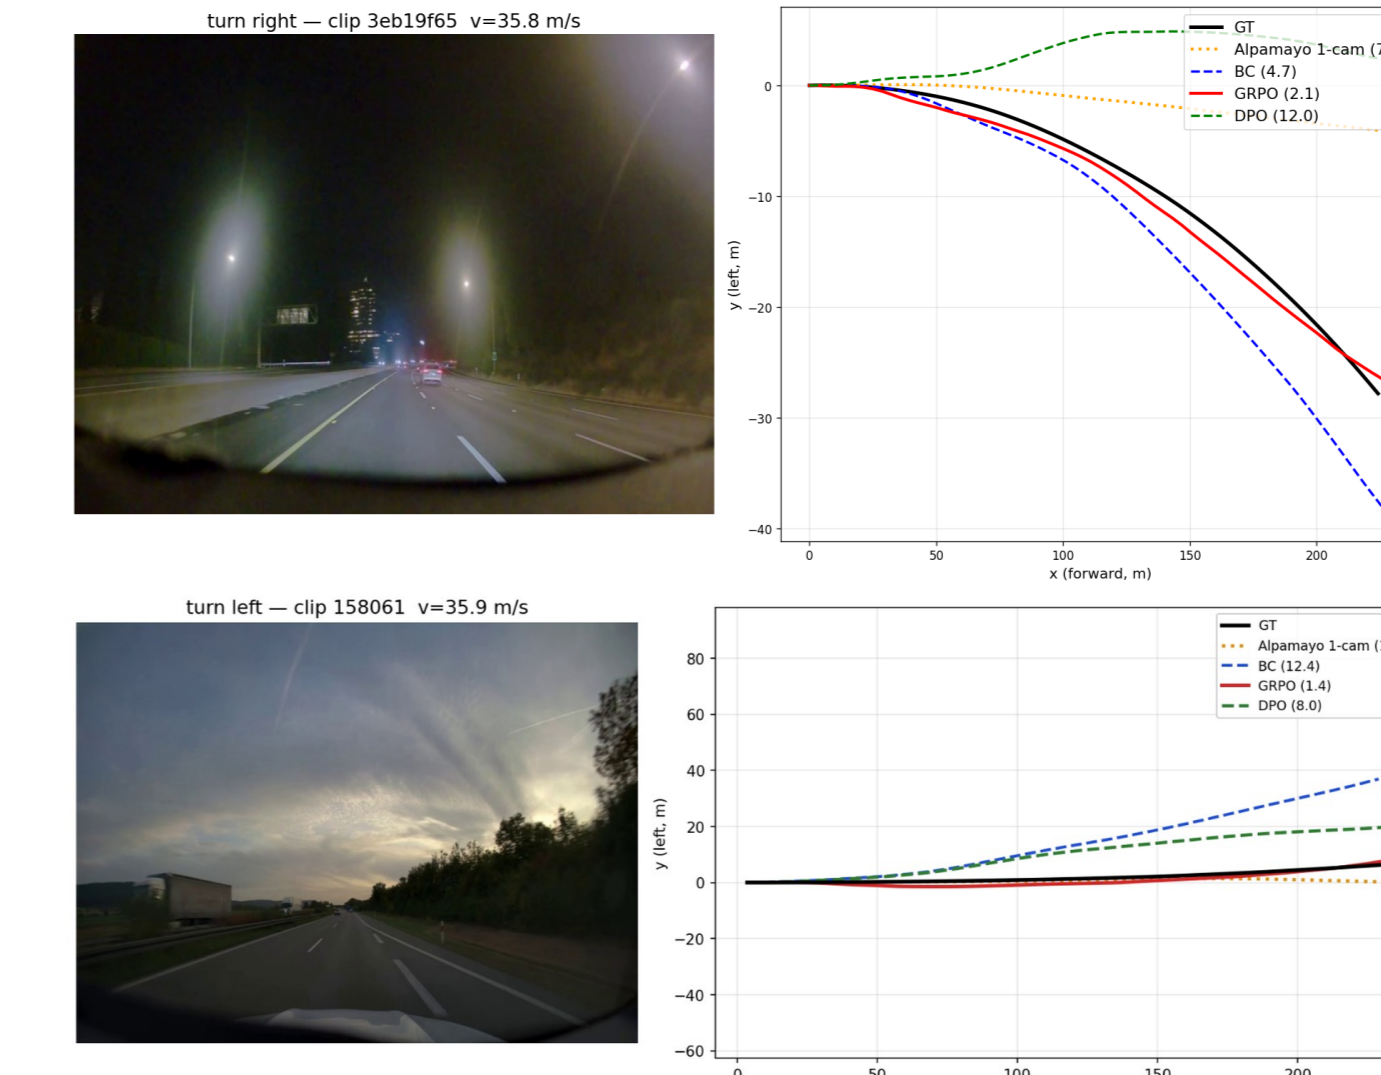 turn right — clip 3eb19f65  v=35.8 m/s
GT
Alpamayo 1-cam (7
BC (4.7)
GRPO (2.1)
DPO (12.0)
0
−10
−20
−30
−40
y (left, m)
0
50
100
150
200
x (forward, m)
turn left — clip 158061  v=35.9 m/s
GT
Alpamayo 1-cam (
BC (12.4)
GRPO (1.4)
DPO (8.0)
80
60
40
20
0
−20
−40
−60
y (left, m)
0
50
100
150
200